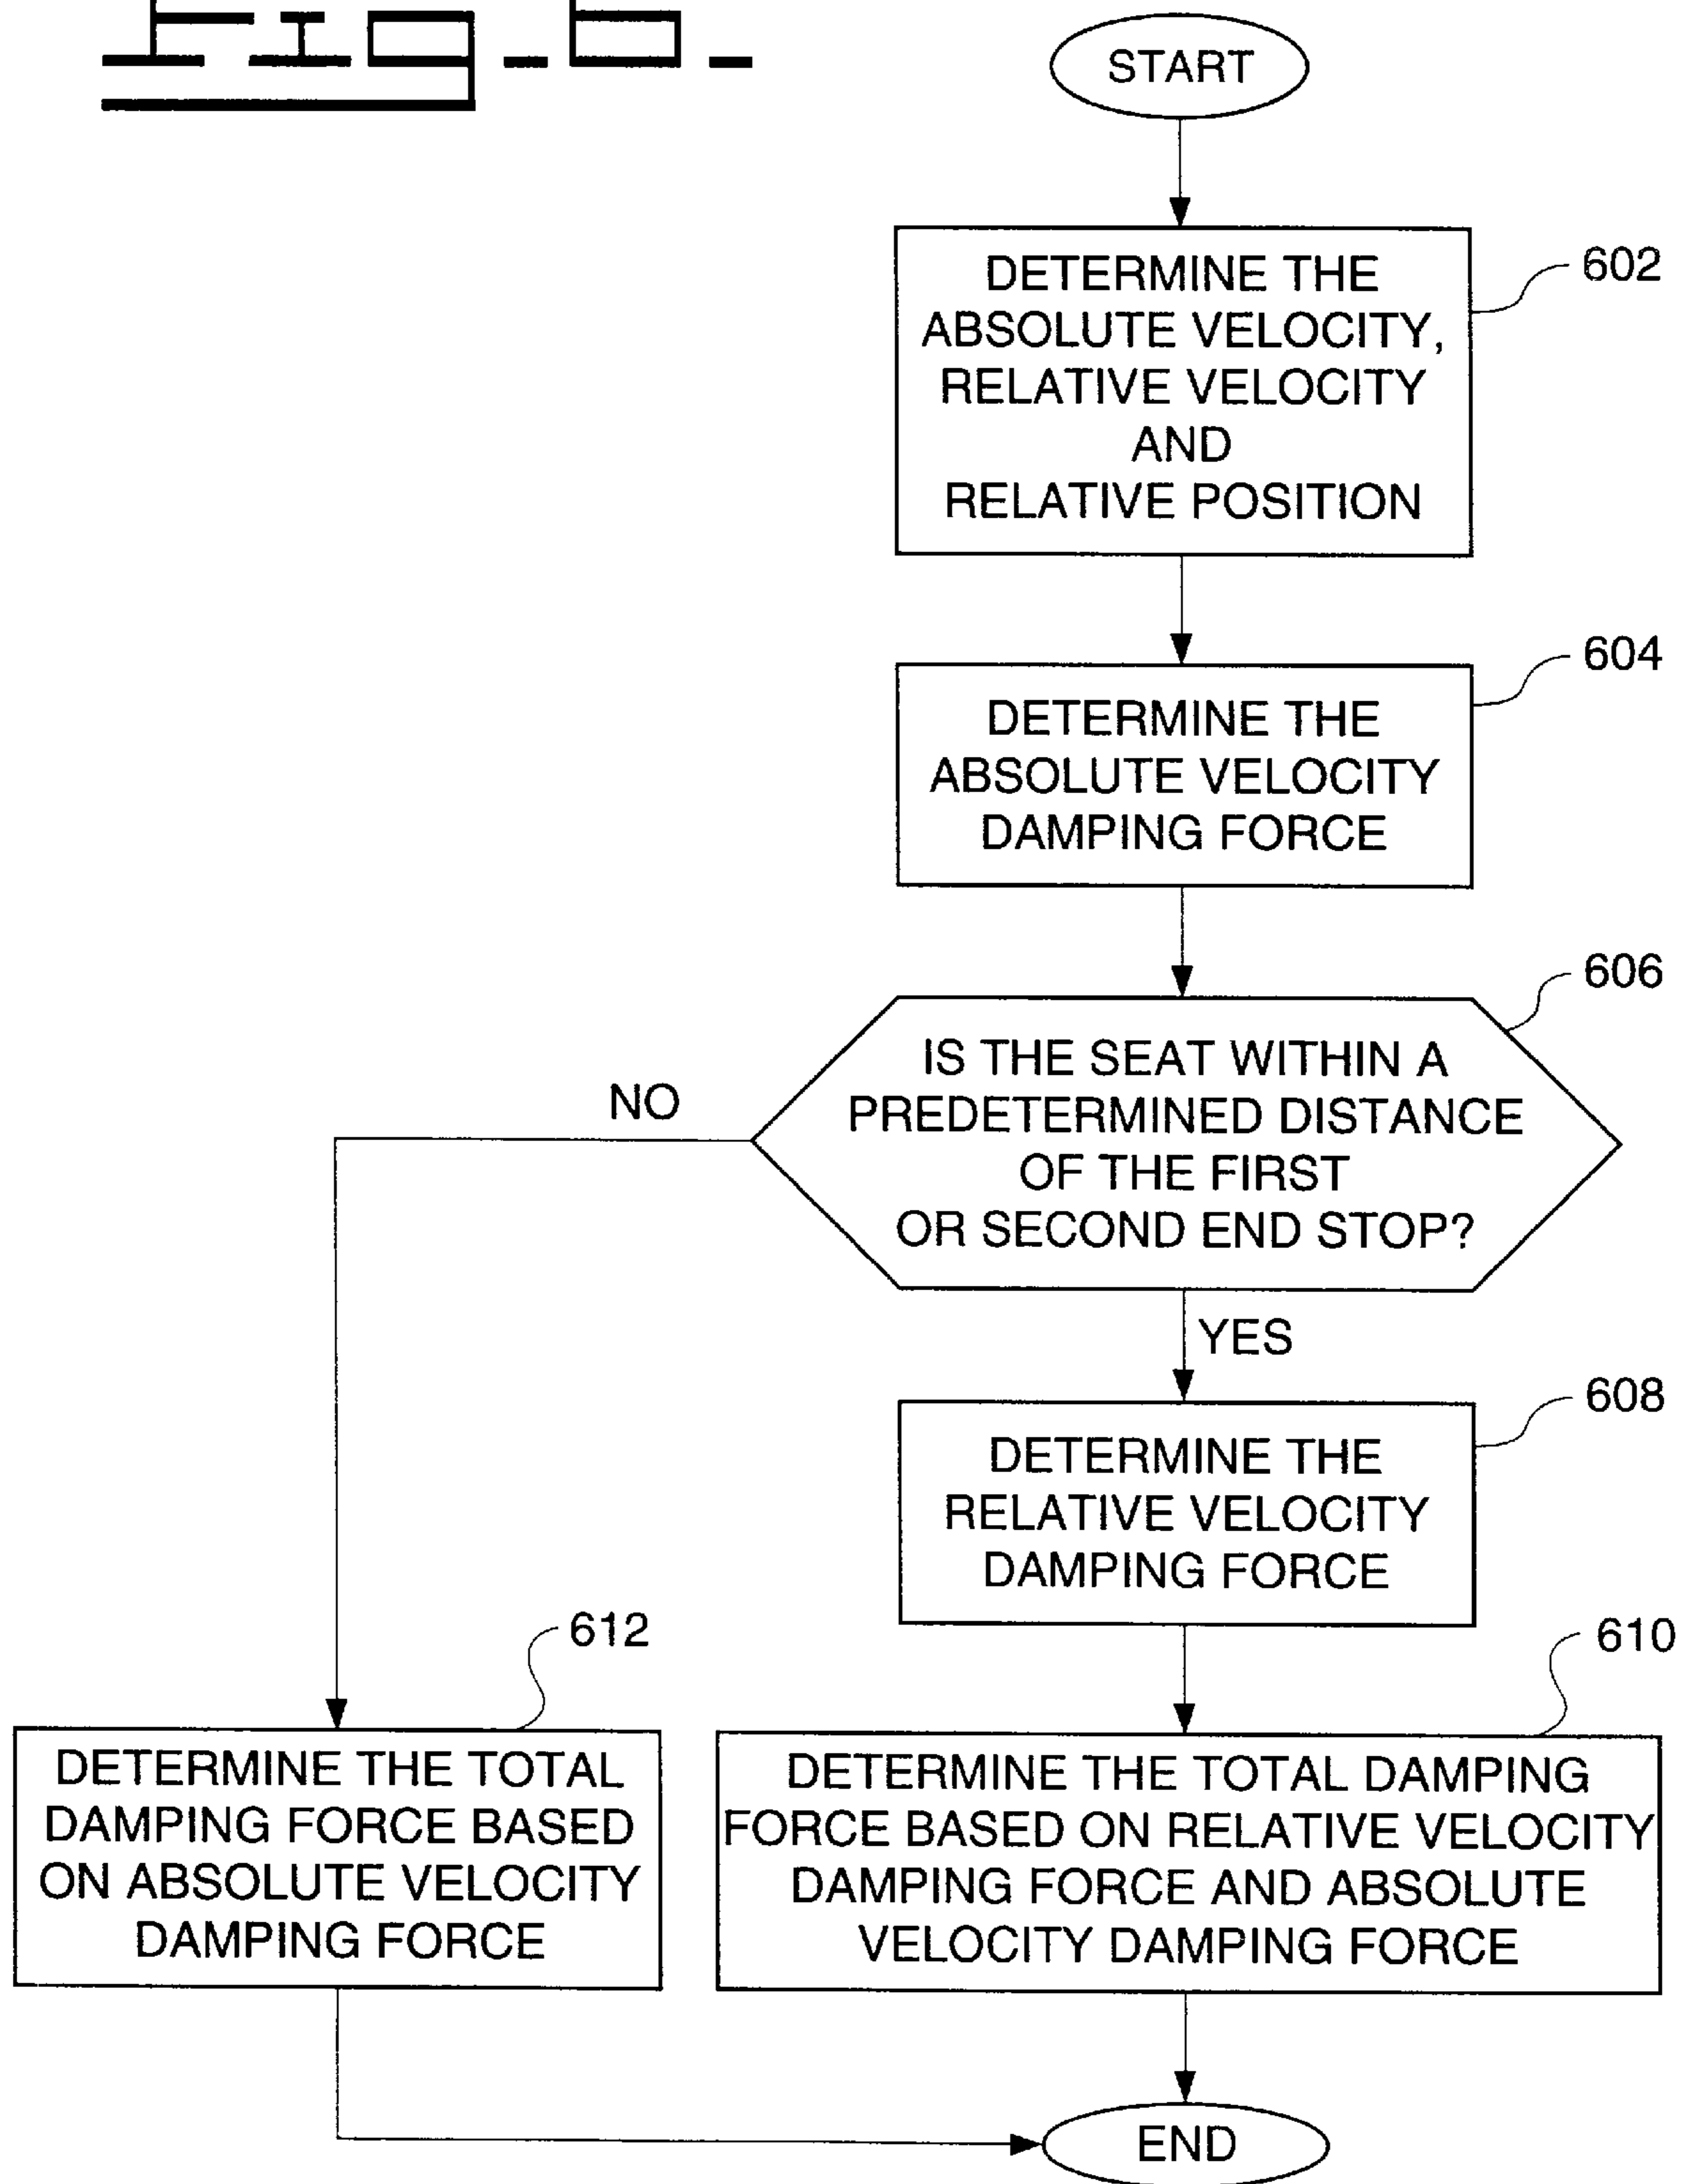 START
DETERMINE THE
ABSOLUTE VELOCITY,
RELATIVE VELOCITY
AND
RELATIVE POSITION
602
DETERMINE THE
ABSOLUTE VELOCITY
DAMPING FORCE
604
IS THE SEAT WITHIN A
PREDETERMINED DISTANCE
OF THE FIRST
OR SECOND END STOP?
606
NO
YES
DETERMINE THE
RELATIVE VELOCITY
DAMPING FORCE
608
612
DETERMINE THE TOTAL
DAMPING FORCE BASED
ON ABSOLUTE VELOCITY
DAMPING FORCE
610
DETERMINE THE TOTAL DAMPING
FORCE BASED ON RELATIVE VELOCITY
DAMPING FORCE AND ABSOLUTE
VELOCITY DAMPING FORCE
END